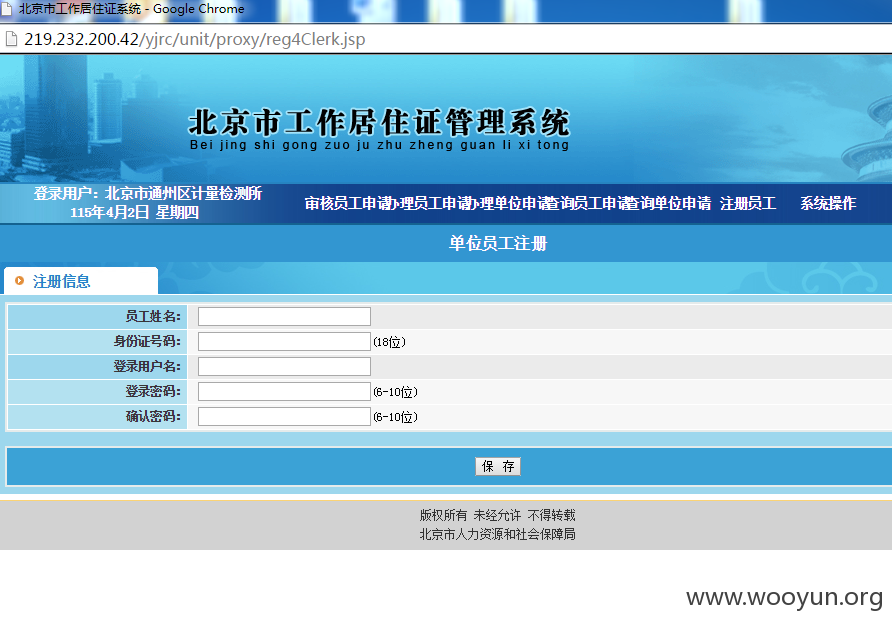 北京市工作居住证系统 - Google Chrome
219.232.200.42/yjrc/unit/proxy/reg4Clerk.jsp
北京市工作居住证管理系统
Bei jing shi gong zuo ju zhu zheng guan li xi tong
登录用户：北京市通州区计量检测所
115年4月2日 星期四
审核员工申请办理员工申请办理单位申请查询员工申请查询单位申请 注册员工 系统操作
单位员工注册
注册信息
员工姓名：
身份证号码： (18位)
登录用户名：
登录密码： (6-10位)
确认密码： (6-10位)
保 存
版权所有 未经允许 不得转载
北京市人力资源和社会保障局
www.wooyun.org